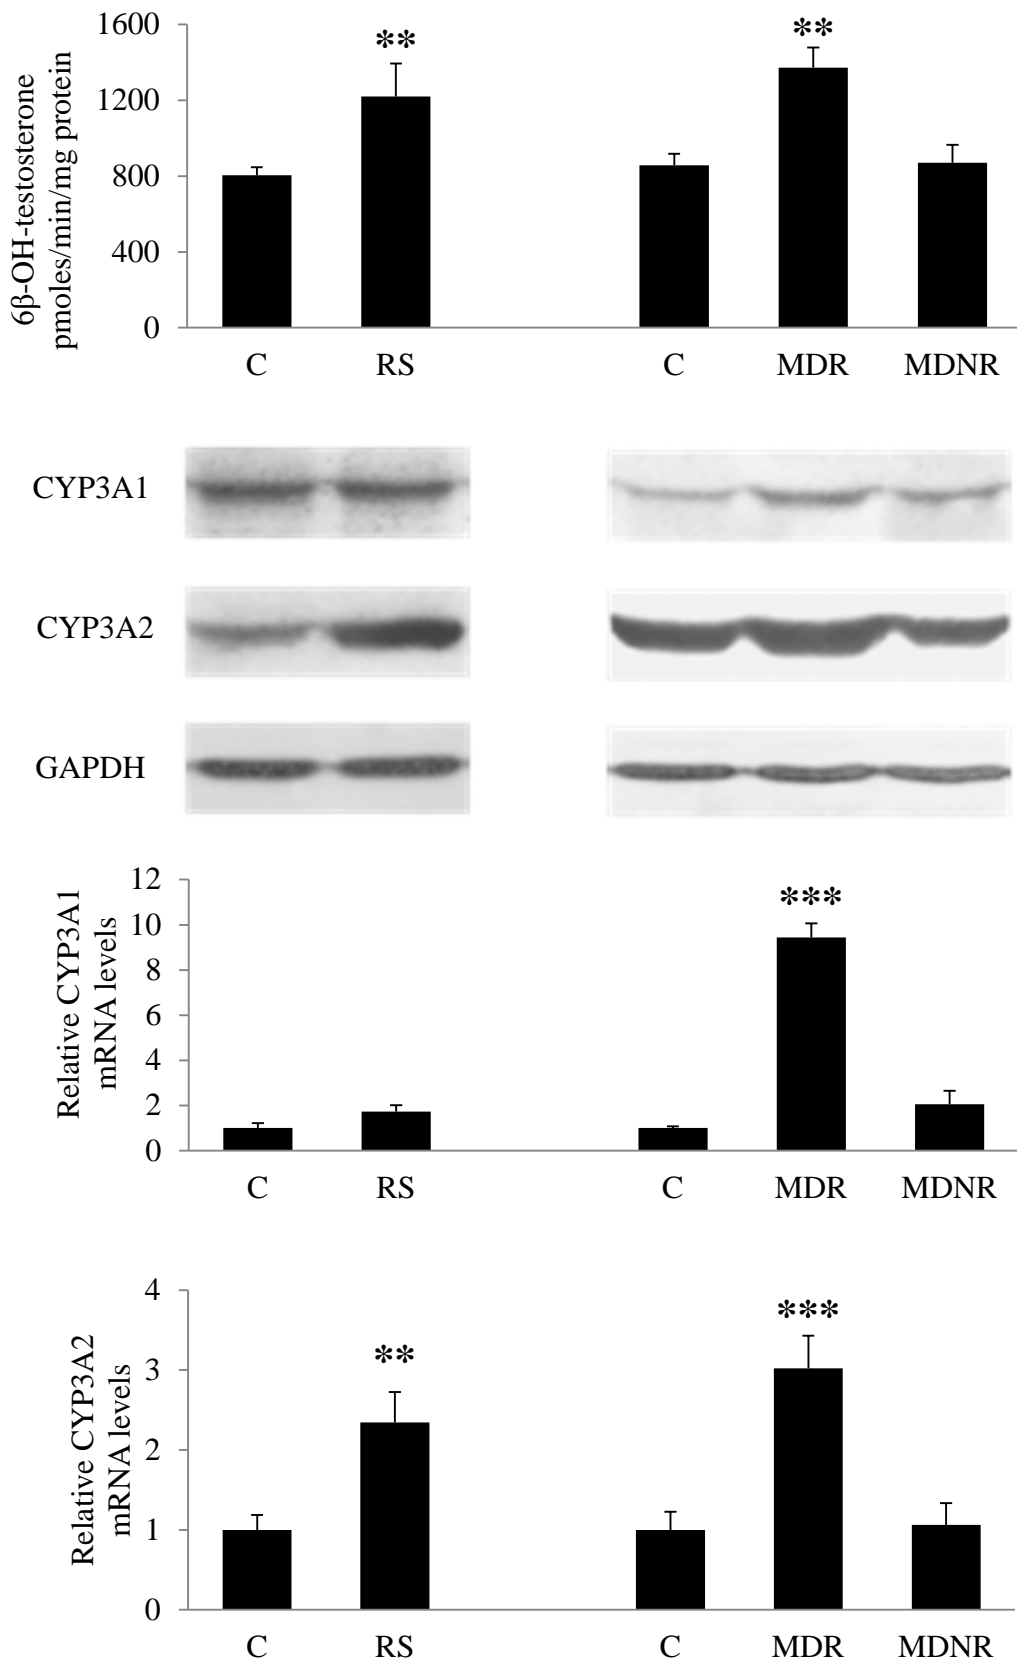 6β-OH-testosterone
pmoles/min/mg protein
1600
1200
800
400
0
**
**
C
RS
C
MDR
MDNR
CYP3A1
CYP3A2
GAPDH
Relative CYP3A1
mRNA levels
12
10
8
6
4
2
0
***
C
RS
C
MDR
MDNR
Relative CYP3A2
mRNA levels
4
3
2
1
0
**
***
C
RS
C
MDR
MDNR